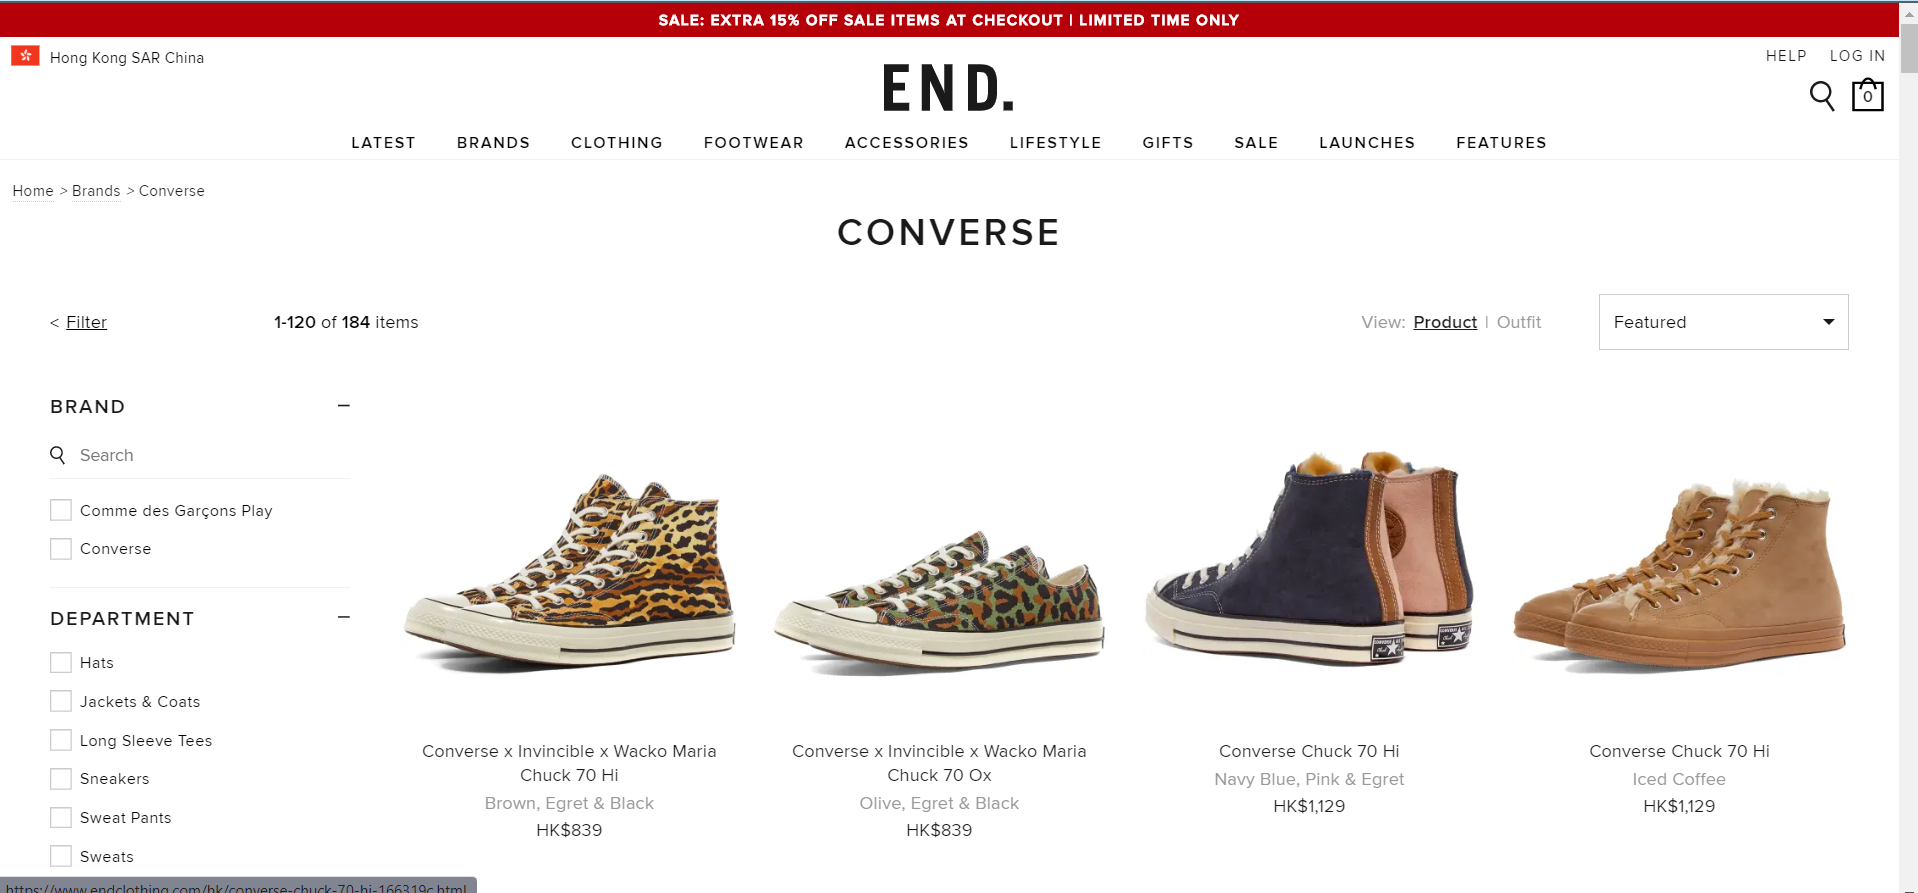 SALE: EXTRA 15% OFF SALE ITEMS AT CHECKOUT | LIMITED TIME ONLY
Hong Kong SAR China
HELP
LOG IN
END.
0
LATEST
BRANDS
CLOTHING
FOOTWEAR
ACCESSORIES
LIFESTYLE
GIFTS
SALE
LAUNCHES
FEATURES
Home > Brands > Converse
CONVERSE
< Filter
1-120 of 184 items
View: Product | Outfit
Featured
BRAND
Search
Comme des Garçons Play
Converse
DEPARTMENT
Hats
Jackets & Coats
Long Sleeve Tees
Sneakers
Sweat Pants
Sweats
Converse x Invincible x Wacko Maria
Chuck 70 Hi
Brown, Egret & Black
HK$839
Converse x Invincible x Wacko Maria
Chuck 70 Ox
Olive, Egret & Black
HK$839
Converse Chuck 70 Hi
Navy Blue, Pink & Egret
HK$1,129
Converse Chuck 70 Hi
Iced Coffee
HK$1,129
https://www.endclothing.com/hk/converse-chuck-70-hi-166319c.html